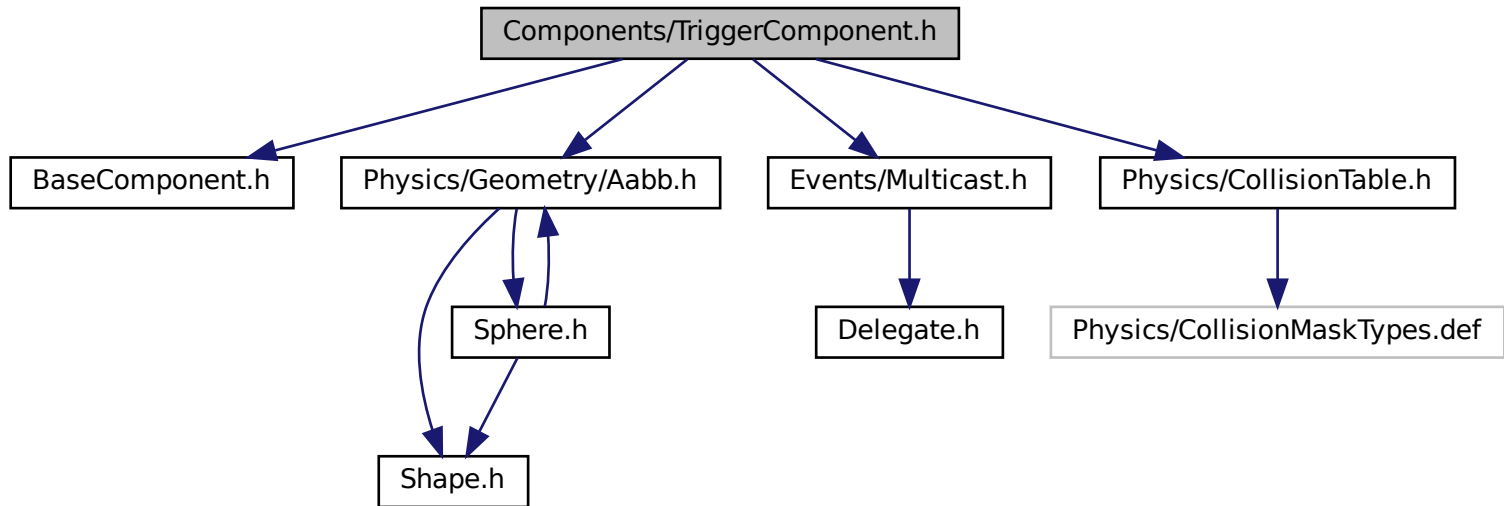 Components/TriggerComponent.h
BaseComponent.h
Physics/Geometry/Aabb.h
Events/Multicast.h
Physics/CollisionTable.h
Sphere.h
Delegate.h
Physics/CollisionMaskTypes.def
Shape.h